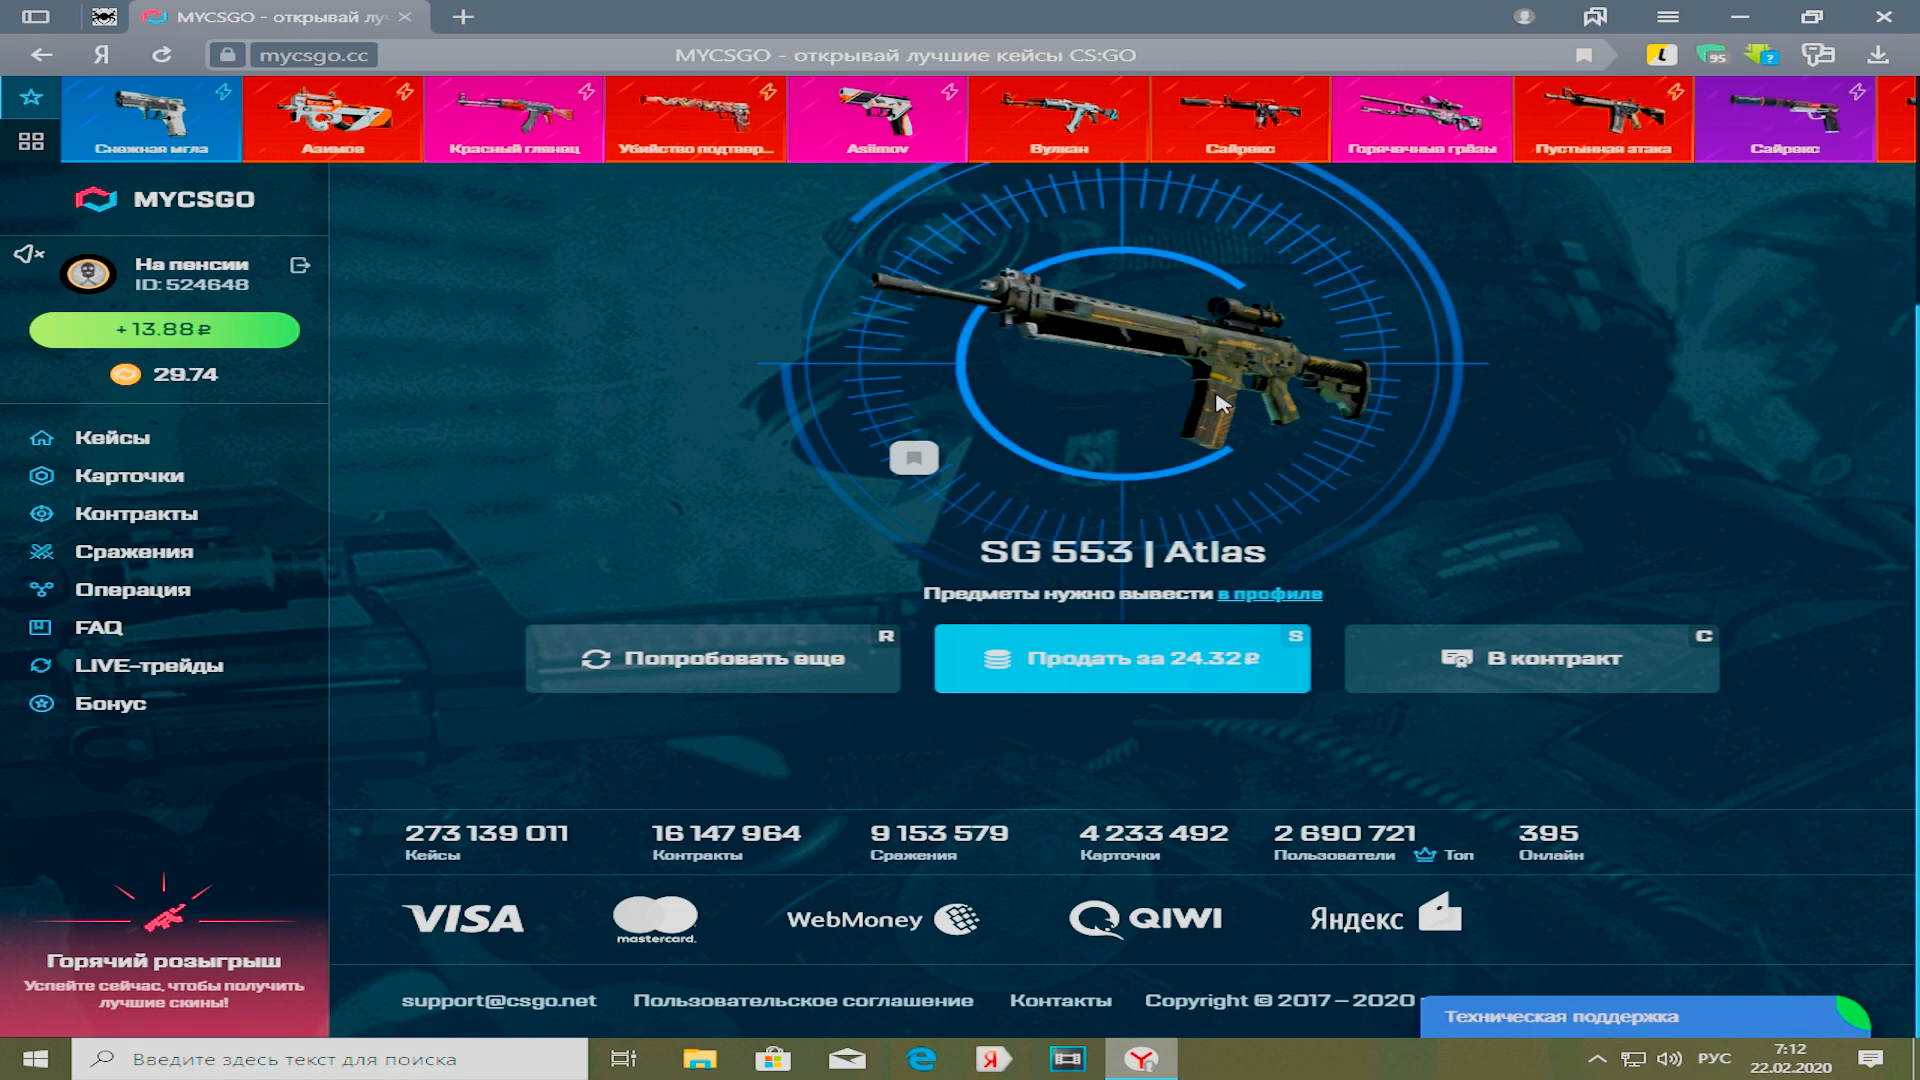 MYCSGO - открывай лу
mycsgo.cc
MYCSGO - открывай лучшие кейсы CS:GO
95
Снежная мгла
Азимов
Красный глянец
Убийство подтвер...
Asiimov
Вулкан
Сайрекс
Горячечные грёзы
Пустынная атака
Сайрекс
MYCSGO
На пенсии
ID: 524648
+13.88₽
29.74
Кейсы
Карточки
Контракты
Сражения
Операция
FAQ
LIVE-трейды
Бонус
Горячий розыгрыш
Успейте сейчас, чтобы получить
лучшие скины!
SG 553 | Atlas
Предметы нужно вывести в профиле
Попробовать еще R
Продать за 24.32₽ S
В контракт C
273 139 011
Кейсы
16 147 964
Контракты
9 153 579
Сражения
4 233 492
Карточки
2 690 721
Пользователи Топ
395
Онлайн
VISA
mastercard.
WebMoney
QIWI
Яндекс
support@csgo.net Пользовательское соглашение Контакты Copyright © 2017 – 2020
Техническая поддержка
Введите здесь текст для поиска
РУС
7:12
22.02.2020